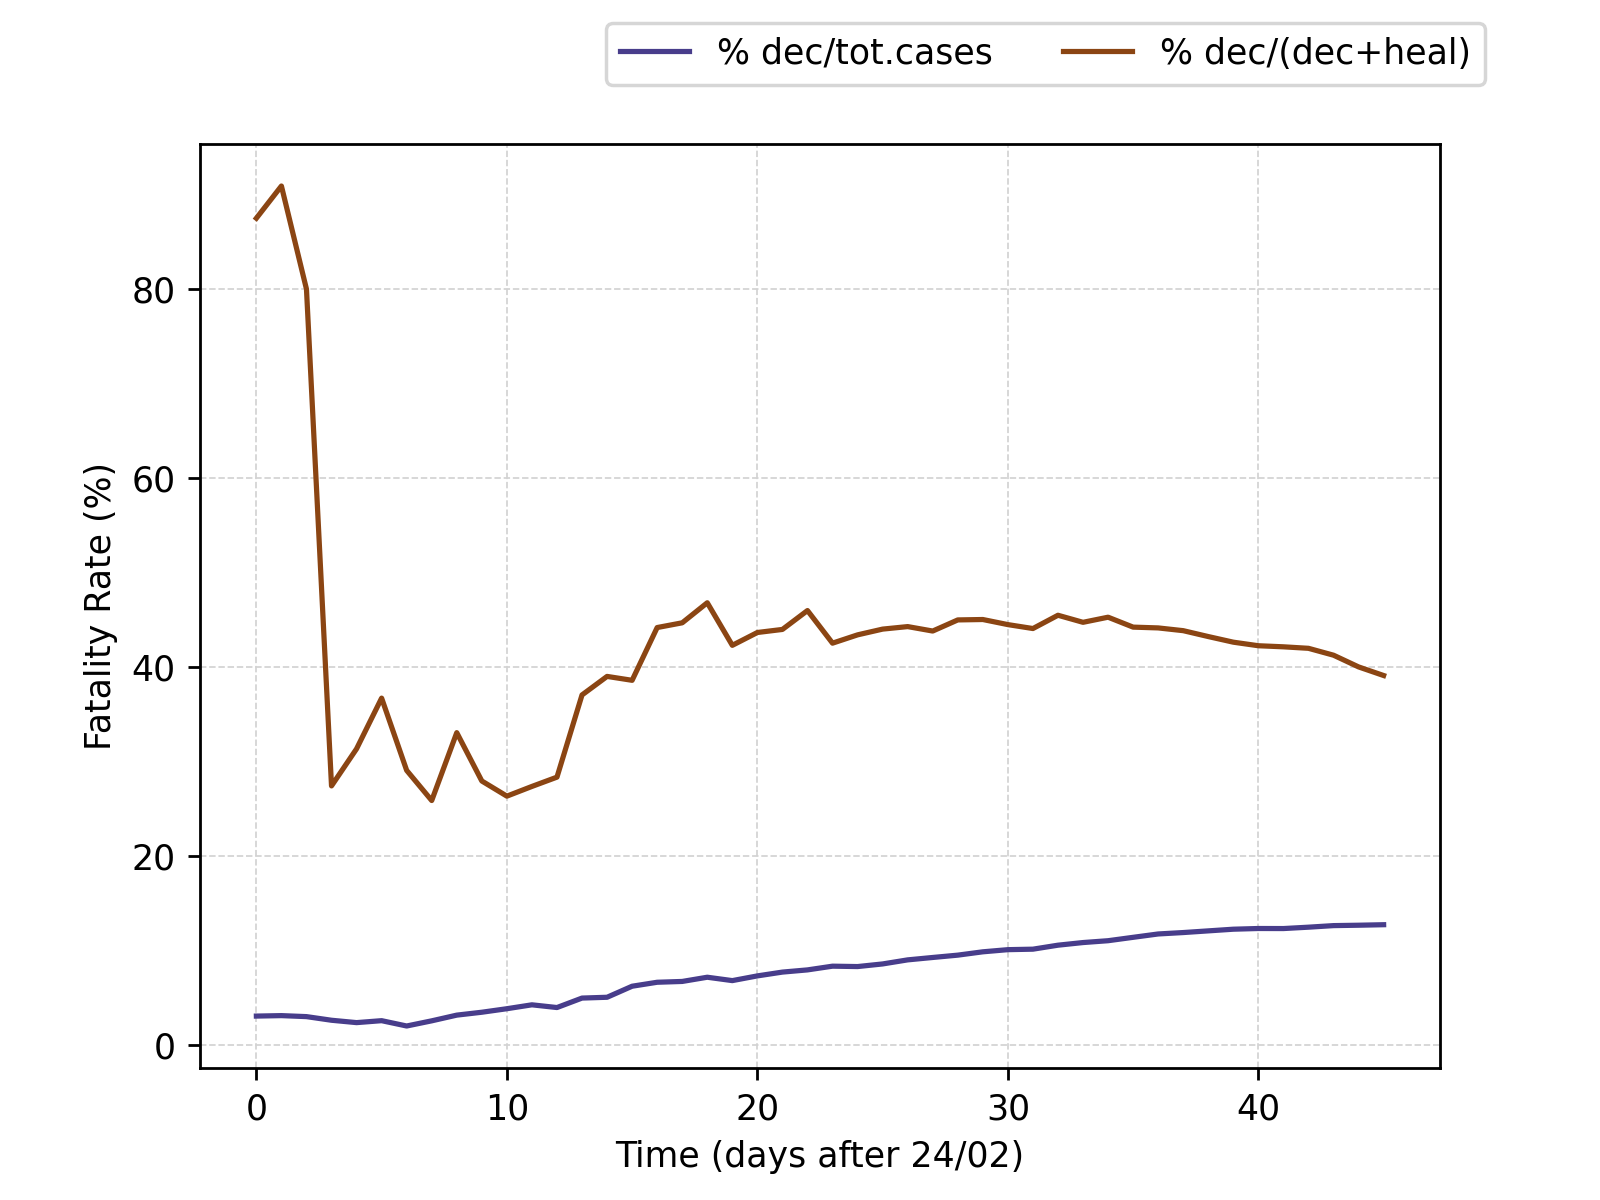 % dec/tot.cases % dec/(dec+heal)
Fatality Rate (%)
80
60
40
20
0
0 10 20 30 40
Time (days after 24/02)